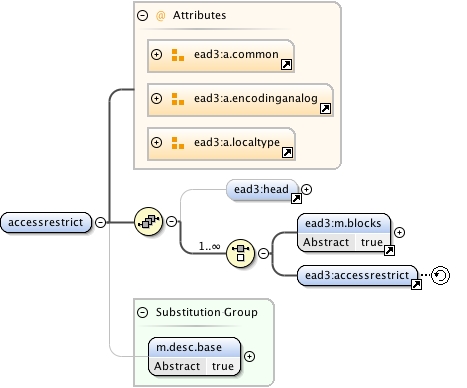 @ Attributes
ead3:a.common
ead3:a.encodinganalog
ead3:a.localtype
ead3:head
accessrestrict
1..∞
ead3:m.blocks
Abstract true
ead3:accessrestrict
Substitution Group
m.desc.base
Abstract true